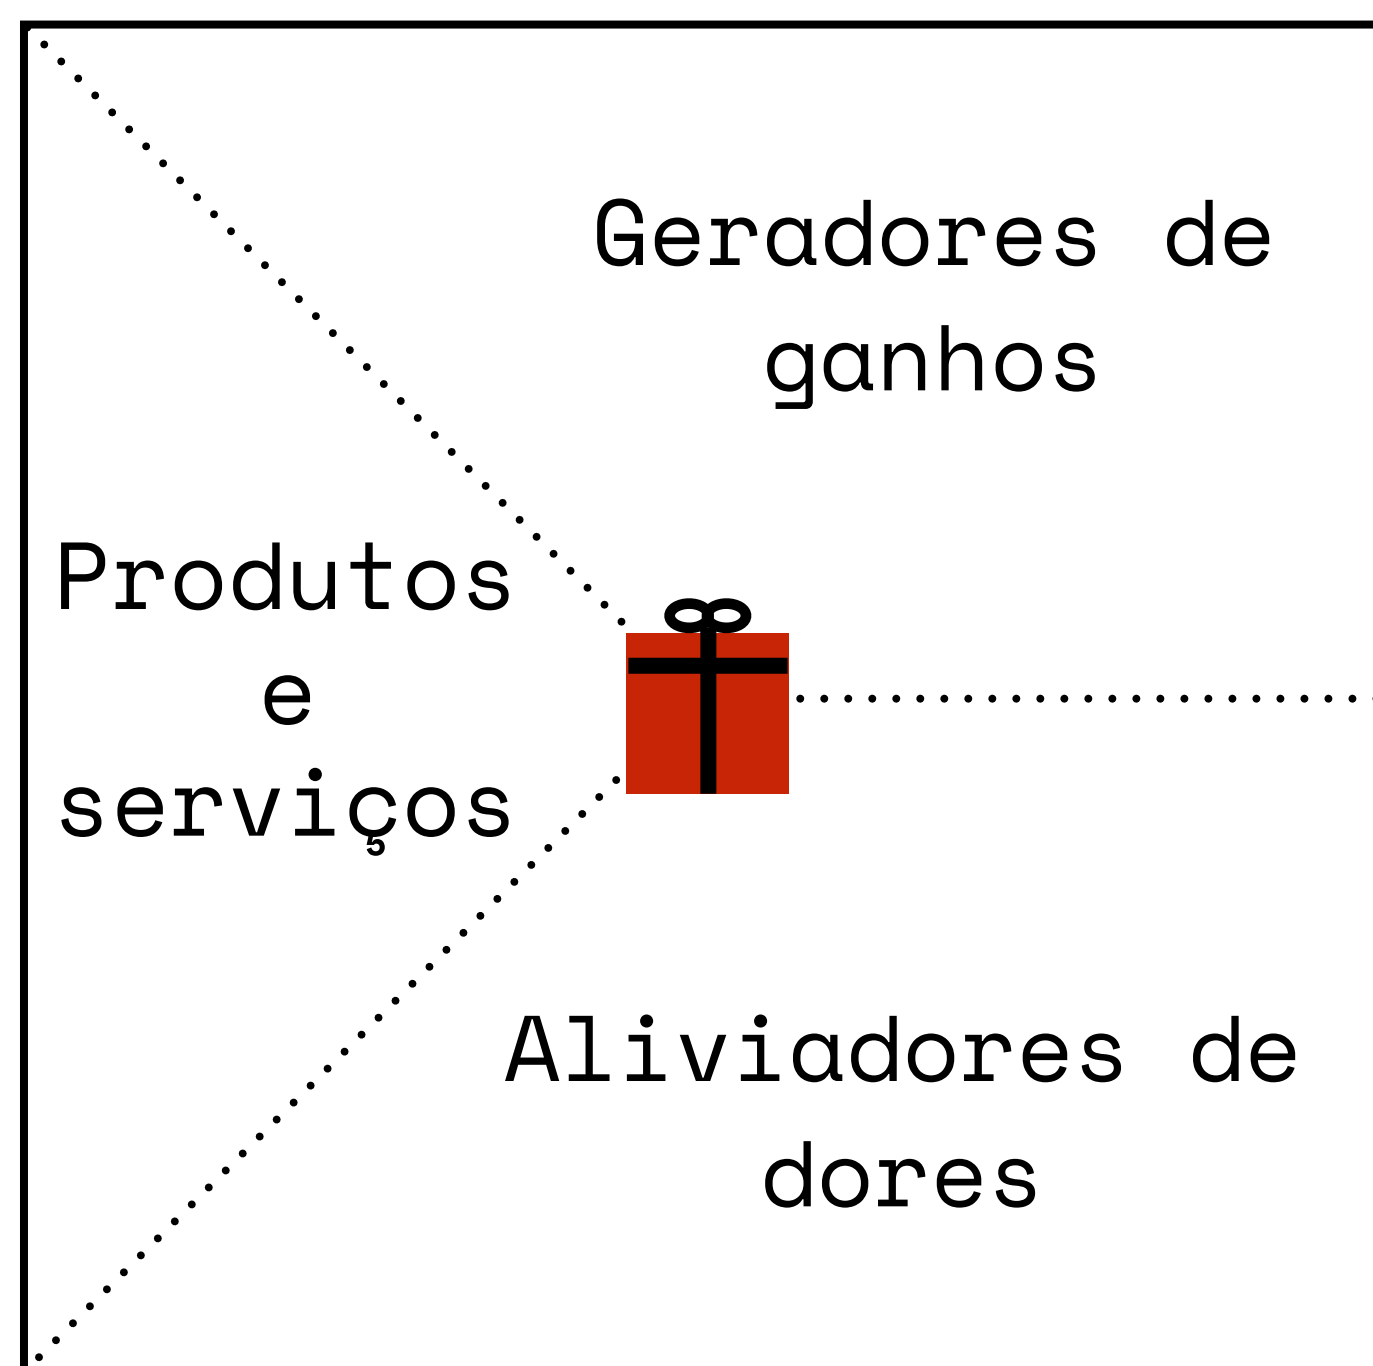 Geradores de
ganhos
Produtos
e
serviços
Aliviadores de
dores